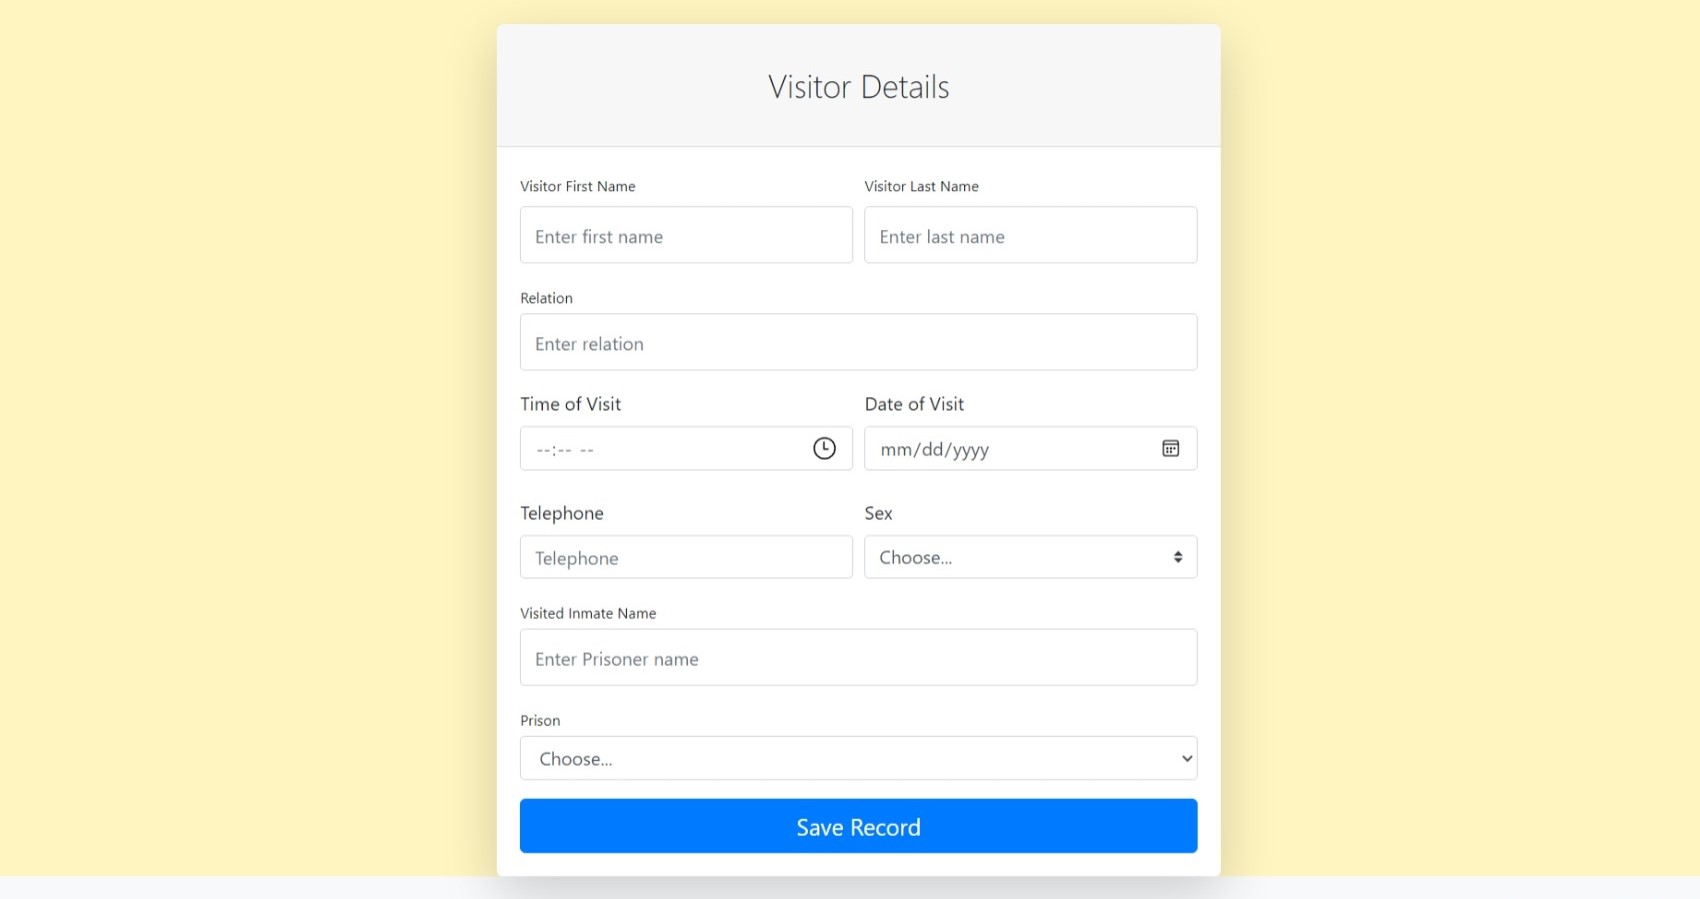 Visitor Details
Visitor First Name Visitor Last Name
Enter first name Enter last name
Relation
Enter relation
Time of Visit Date of Visit
--:-- -- mm/dd/yyyy
Telephone Sex
Telephone Choose...
Visited Inmate Name
Enter Prisoner name
Prison
Choose...
Save Record